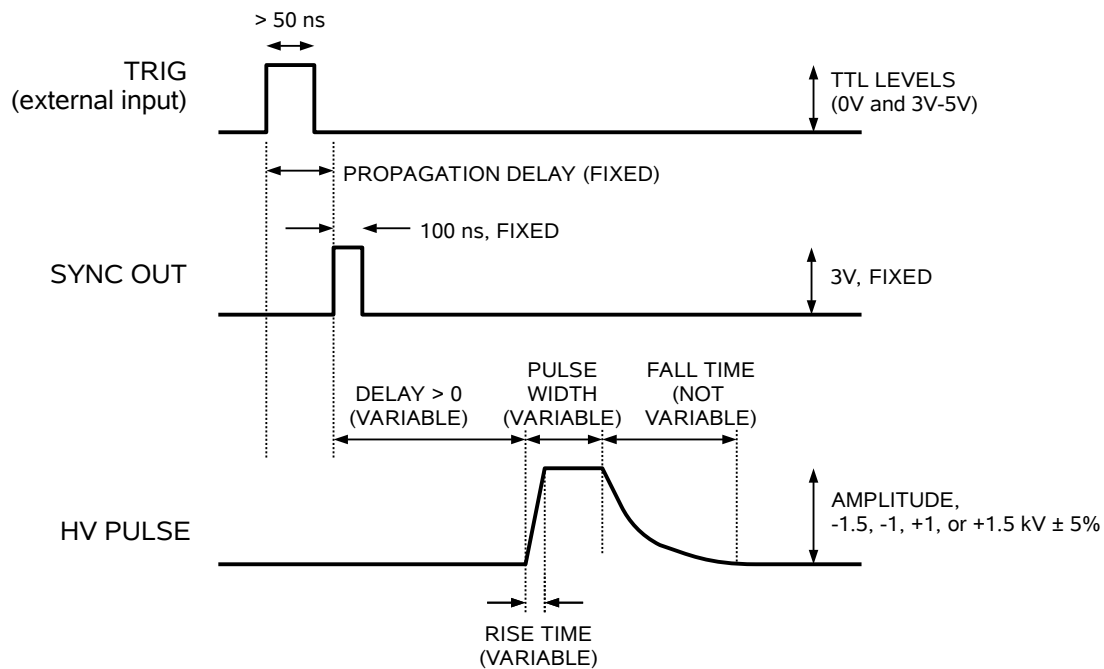 > 50 ns
TRIG
(external input)
TTL LEVELS
(0V and 3V-5V)
PROPAGATION DELAY (FIXED)
100 ns, FIXED
SYNC OUT
3V, FIXED
DELAY > 0
(VARIABLE)
PULSE
WIDTH
(VARIABLE)
FALL TIME
(NOT
VARIABLE)
HV PULSE
AMPLITUDE,
-1.5, -1, +1, or +1.5 kV ± 5%
RISE TIME
(VARIABLE)